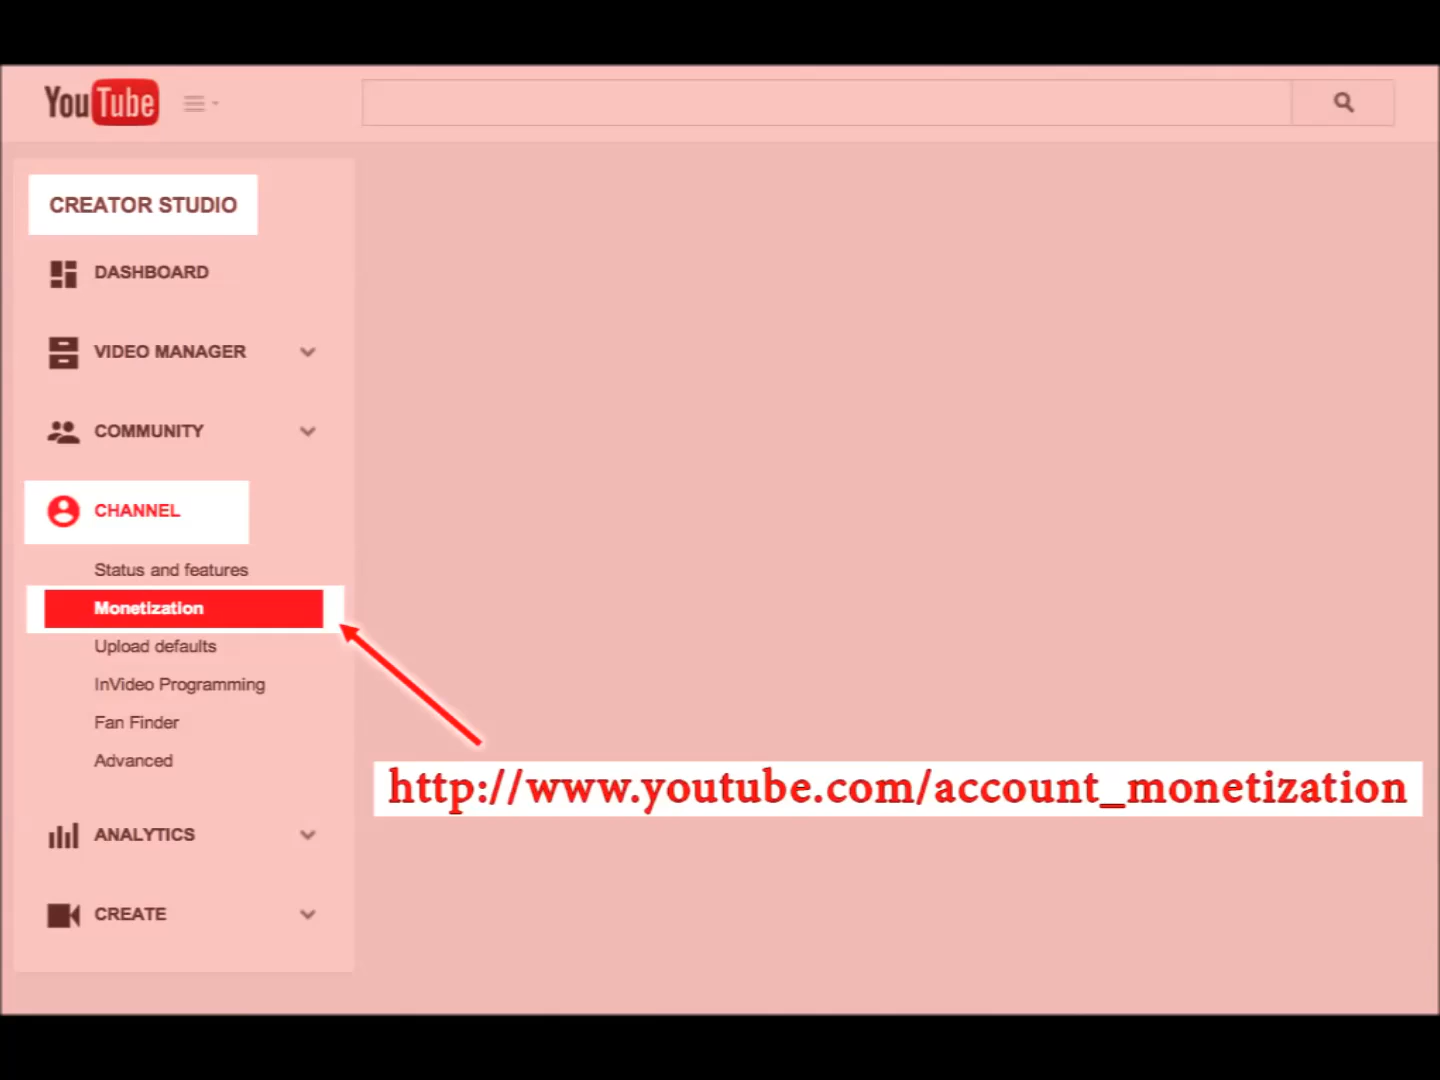 YouTube
CREATOR STUDIO
DASHBOARD
VIDEO MANAGER
COMMUNITY
CHANNEL
Status and features
Monetization
Upload defaults
InVideo Programming
Fan Finder
Advanced
http://www.youtube.com/account_monetization
ANALYTICS
CREATE